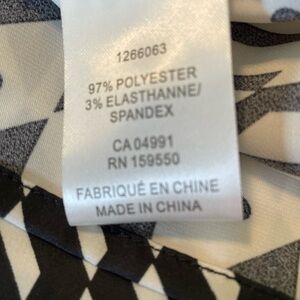 1266063
97% POLYESTER
3% ELASTHANNE/
SPANDEX
CA 04991
RN 159550
FABRIQUÉ EN CHINE
MADE IN CHINA